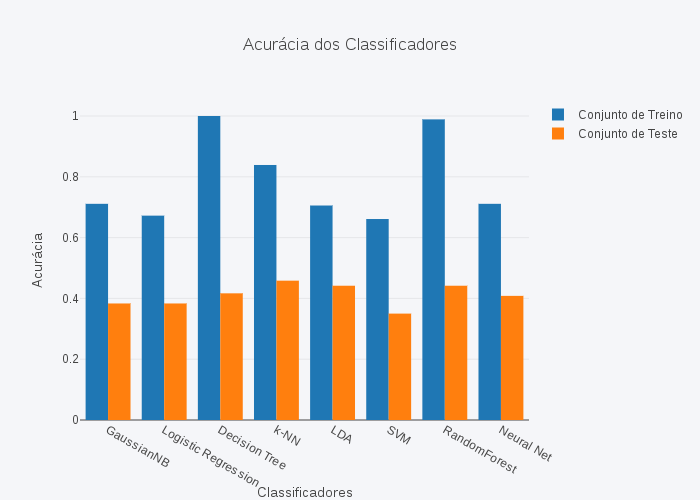 Acurácia dos Classificadores
Conjunto de Treino
Conjunto de Teste
Acurácia
1
0.8
0.6
0.4
0.2
0
GaussianNB
Logistic Regression
Decision Tree
k-NN
LDA
SVM
RandomForest
Neural Net
Classificadores